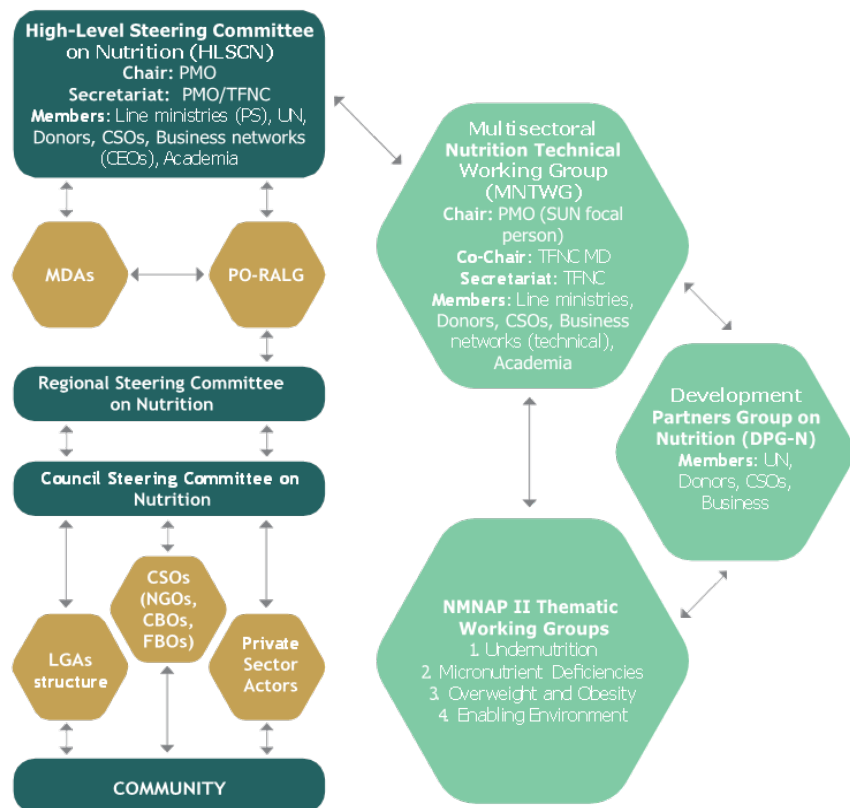 High-Level Steering Committee
on Nutrition (HLSCN)
Chair: PMO
Secretariat: PMO/TFNC
Members: Line ministries (PS), UN,
Donors, CSOs, Business networks
(CEOs), Academia
MDAs
PO-RALG
Regional Steering Committee
on Nutrition
Council Steering Committee on
Nutrition
CSOs
(NGOs,
CBOs,
FBOs)
LGAs
structure
Private
Sector
Actors
COMMUNITY
Multisectoral
Nutrition Technical
Working Group
(MNTWG)
Chair: PMO (SUN focal
person)
Co-Chair: TFNC MD
Secretariat: TFNC
Members: Line ministries,
Donors, CSOs, Business
networks (technical),
Academia
Development
Partners Group on
Nutrition (DPG-N)
Members: UN,
Donors, CSOs,
Business
NMNAP II Thematic
Working Groups
1. Undernutrition
2. Micronutrient Deficiencies
3. Overweight and Obesity
4. Enabling Environment